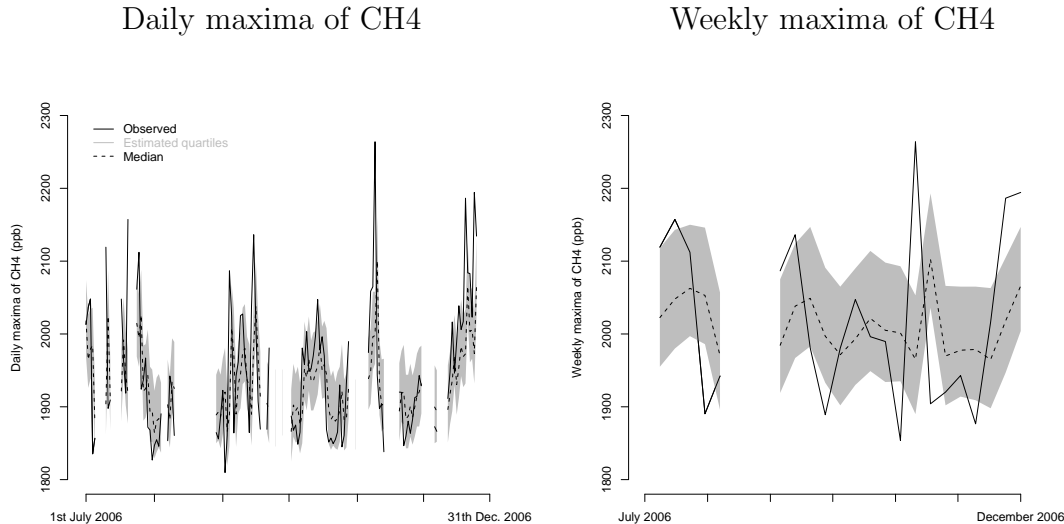 Daily maxima of CH4
Daily maxima of CH4 (ppb)
2300
2200
2100
2000
1900
1800
Observed
Estimated quartiles
Median
1st July 2006
31th Dec. 2006
Weekly maxima of CH4
Weekly maxima of CH4 (ppb)
2300
2200
2100
2000
1900
1800
July 2006
December 2006